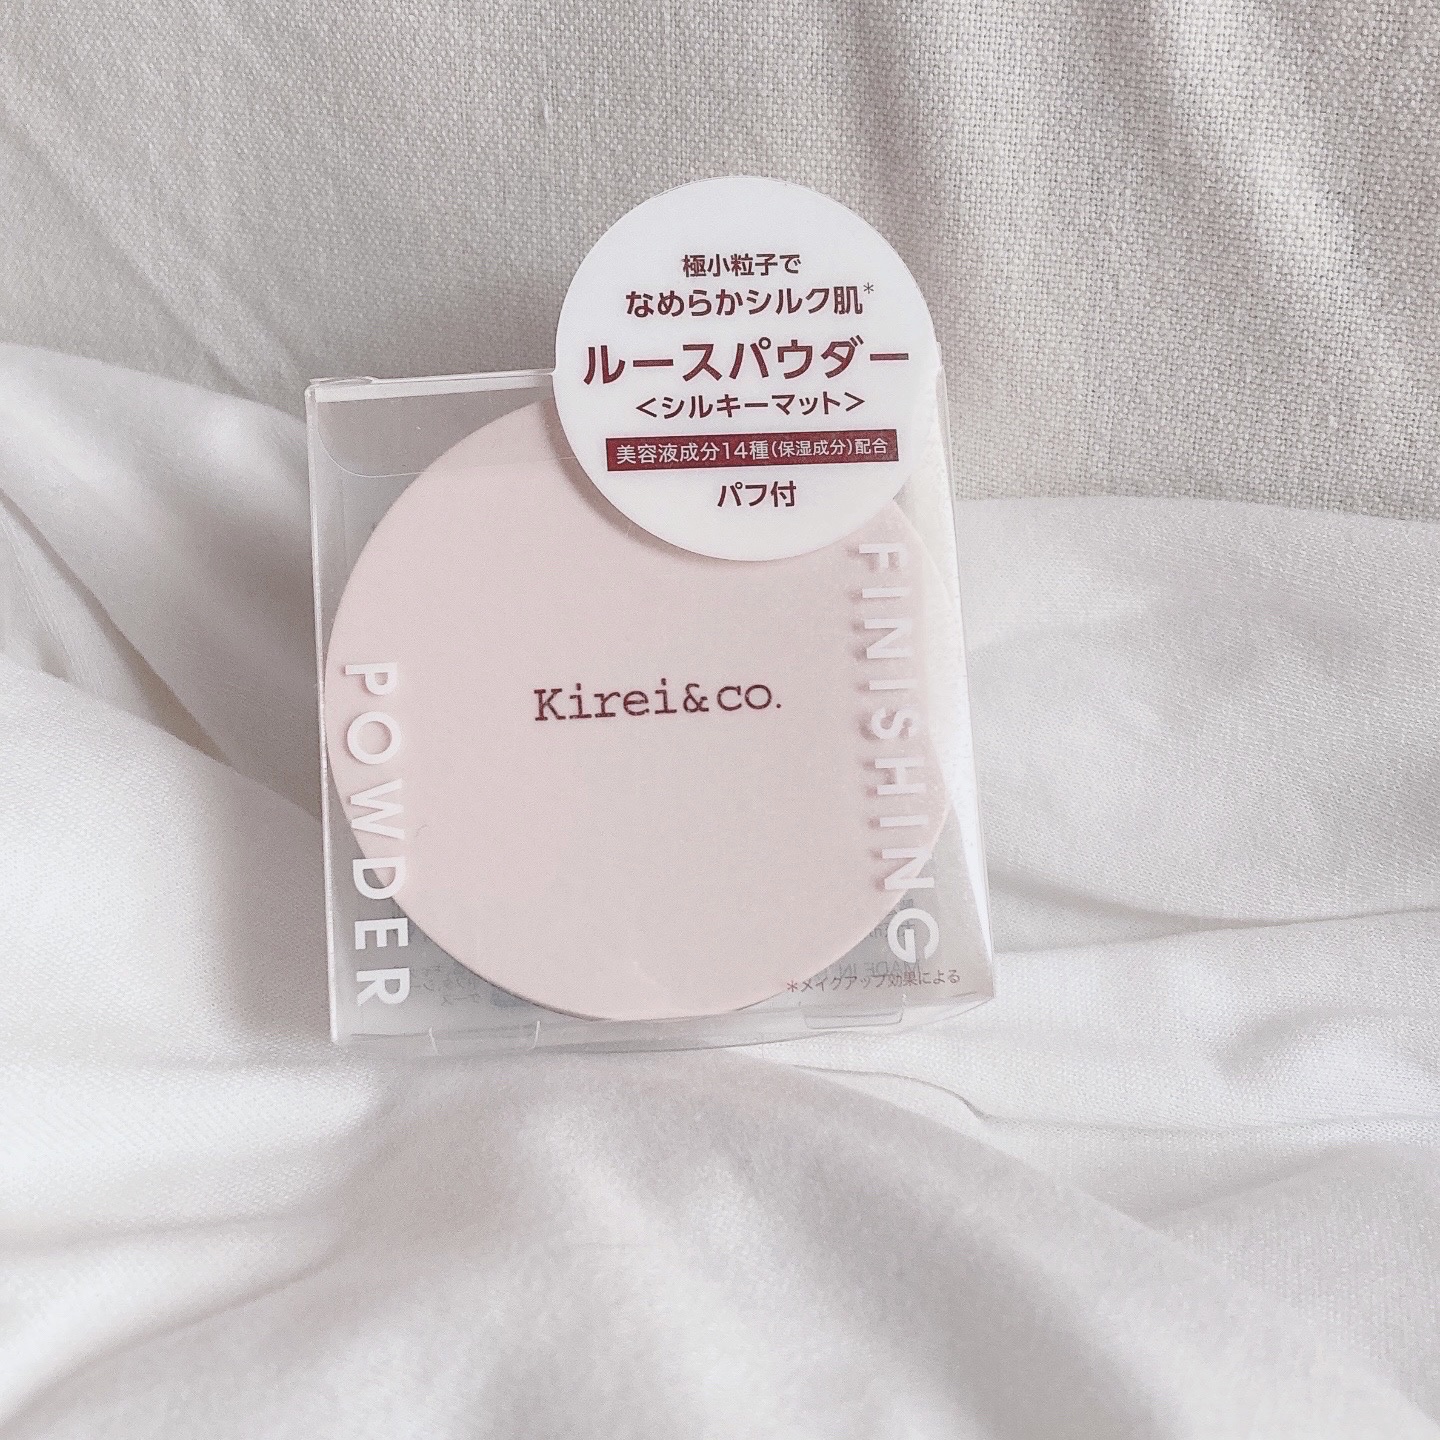 極小粒子で
なめらかシルク肌*
ルースパウダー
<シルキーマット>
美容液成分14種(保湿成分)配合
パフ付
FINISHING
POWDER
Kirei&co.
*メイクアップ効果による